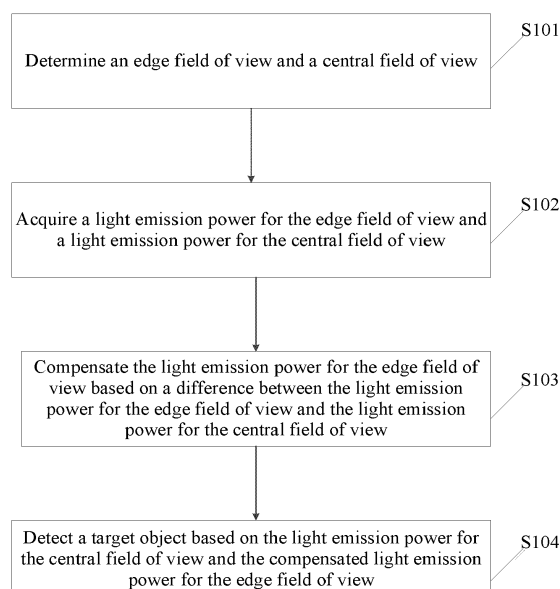 S101
Determine an edge field of view and a central field of view
S102
Acquire a light emission power for the edge field of view and
a light emission power for the central field of view
S103
Compensate the light emission power for the edge field of
view based on a difference between the light emission
power for the edge field of view and the light emission
power for the central field of view
S104
Detect a target object based on the light emission power for
the central field of view and the compensated light emission
power for the edge field of view